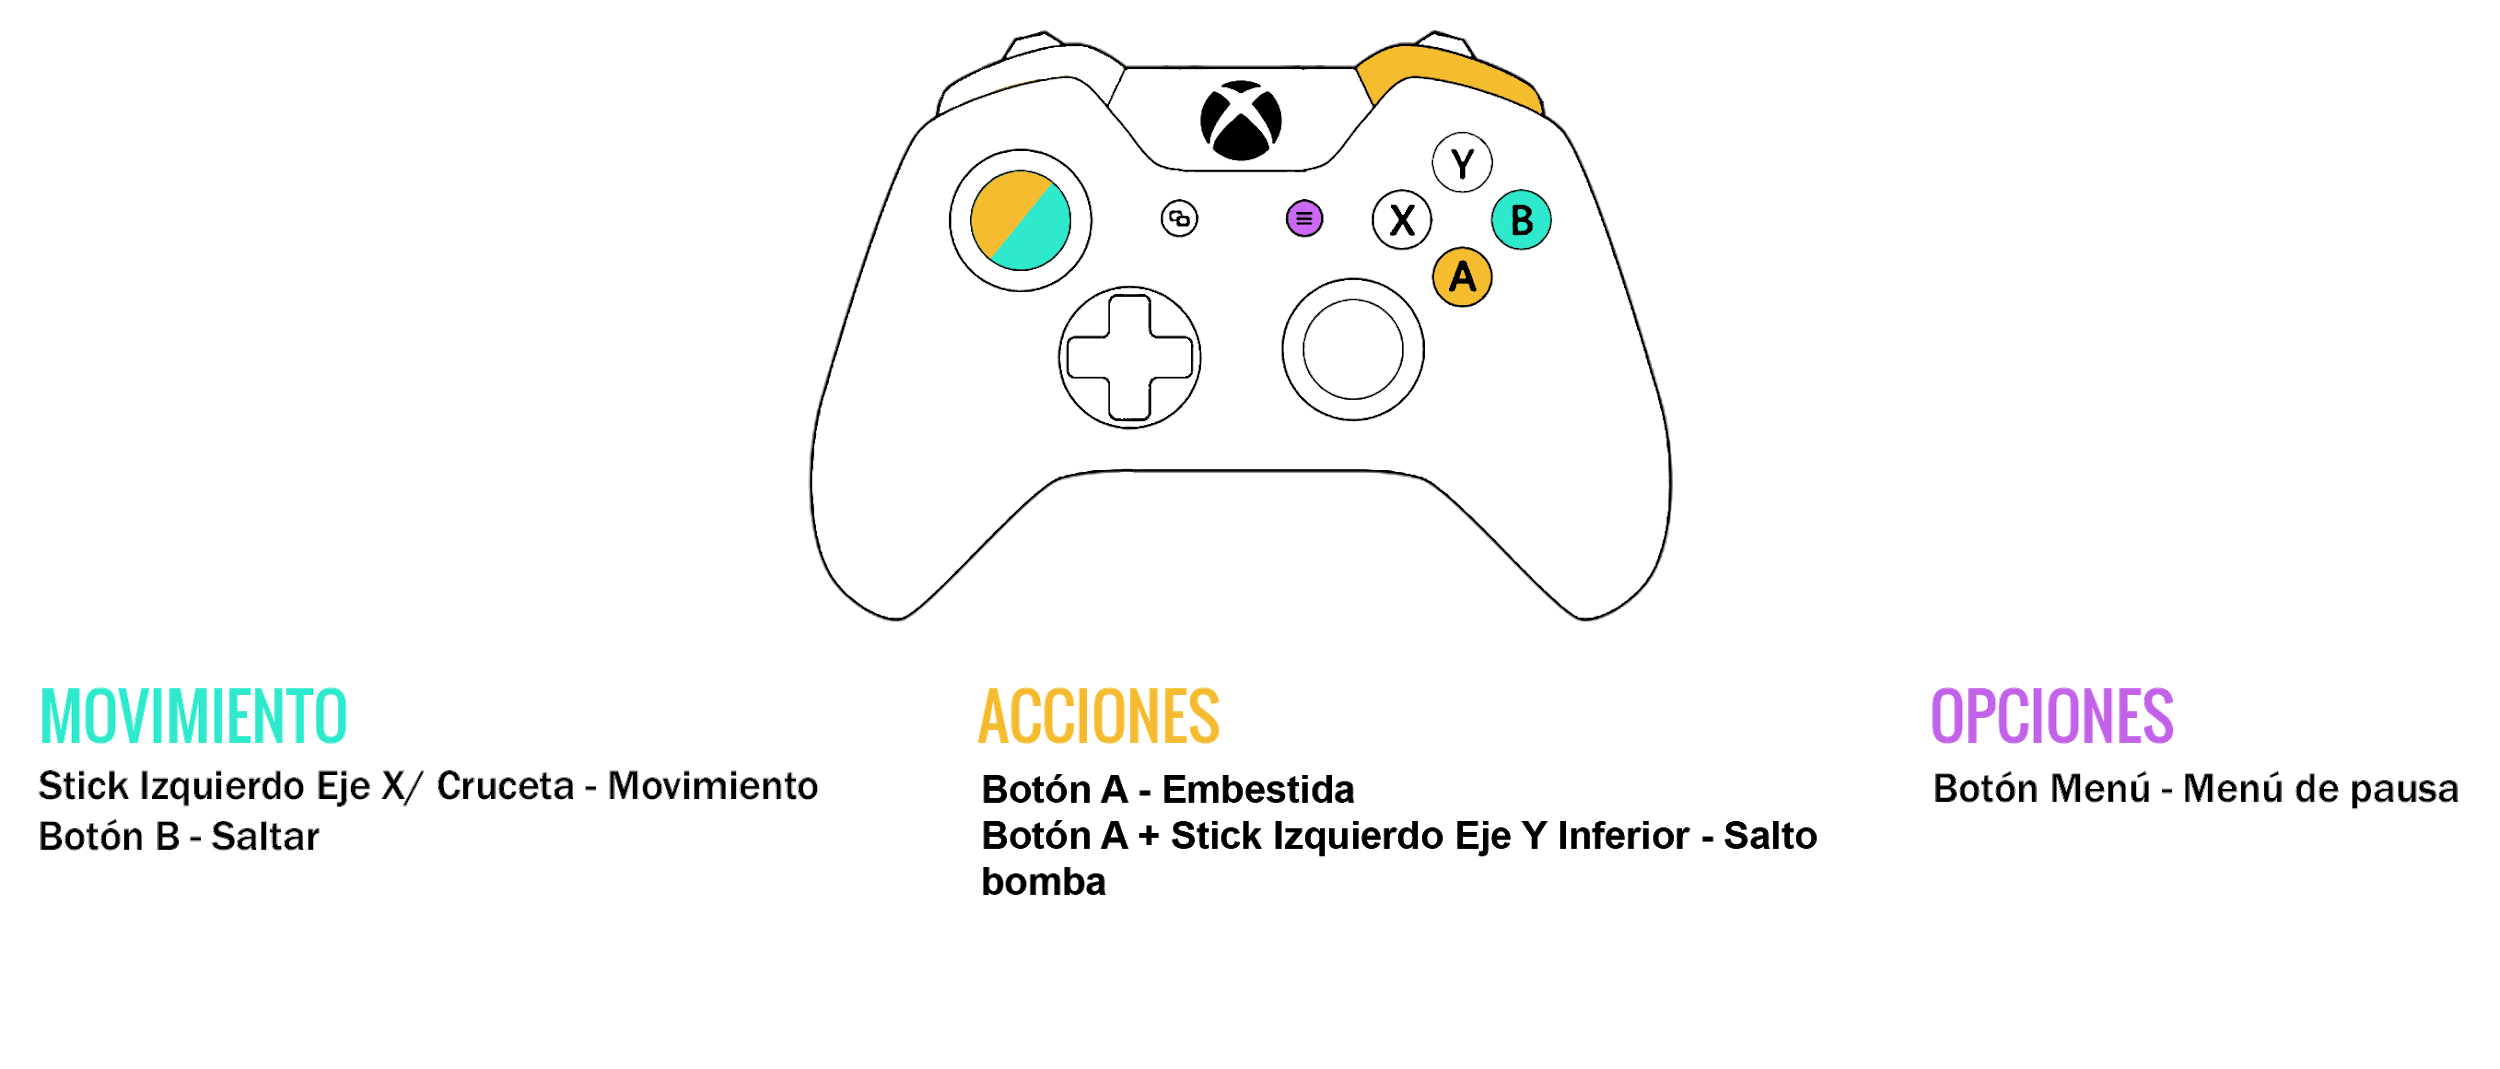 Y
X
B
A
MOVIMIENTO
Stick Izquierdo Eje X/ Cruceta - Movimiento
Botón B - Saltar
ACCIONES
Botón A - Embestida
Botón A + Stick Izquierdo Eje Y Inferior - Salto
bomba
OPCIONES
Botón Menú - Menú de pausa